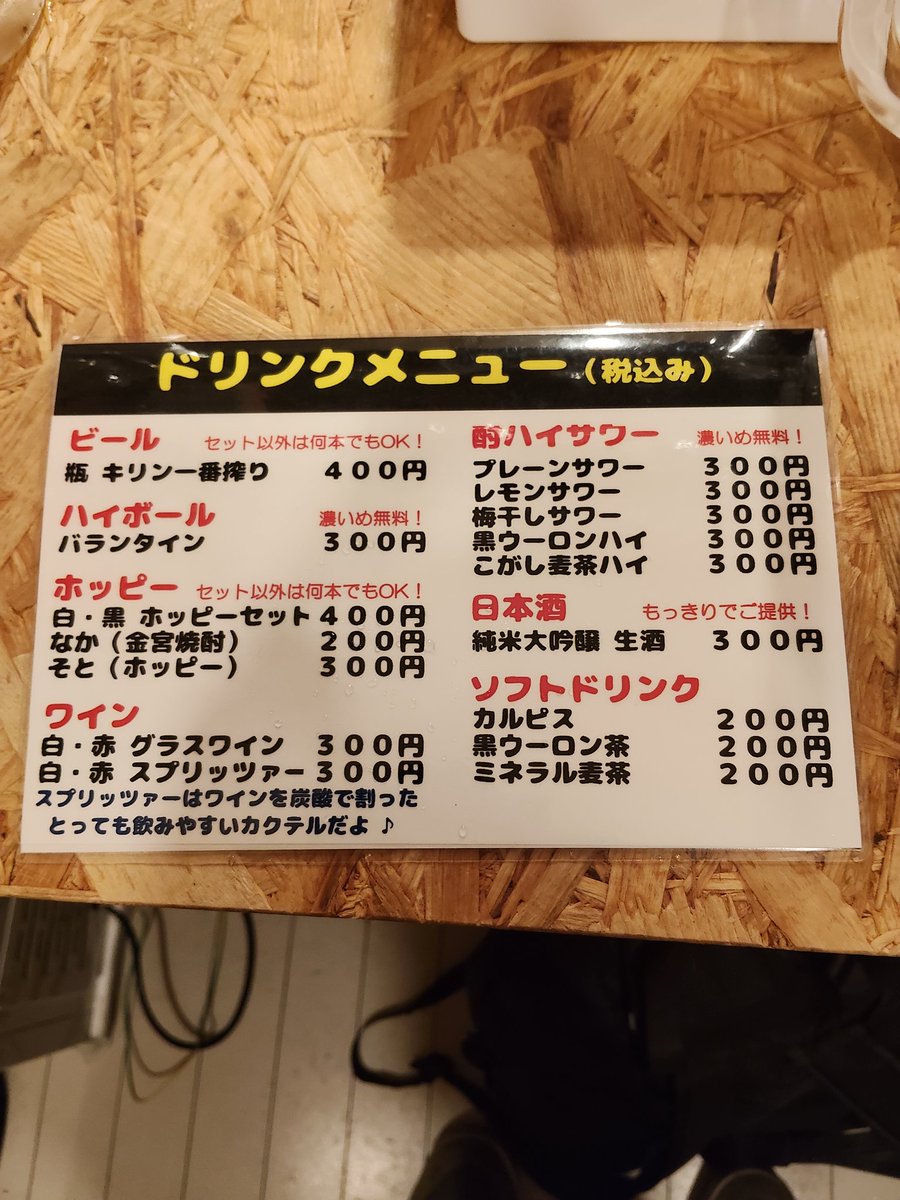 ドリンクメニュー（税込み）
ビール セット以外は何本でもOK！
瓶 キリン一番搾り ４００円
ハイボール 濃いめ無料！
バランタイン ３００円
ホッピー セット以外は何本でもOK！
白・黒 ホッピーセット ４００円
なか（金宮焼酎） ２００円
そと（ホッピー） ３００円
ワイン
白・赤 グラスワイン ３００円
白・赤 スプリッツァー ３００円
スプリッツァーはワインを炭酸で割った
とっても飲みやすいカクテルだよ♪
酎ハイサワー 濃いめ無料！
プレーンサワー ３００円
レモンサワー ３００円
梅干しサワー ３００円
黒ウーロンハイ ３００円
こがし麦茶ハイ ３００円
日本酒 もっきりでご提供！
純米大吟醸 生酒 ３００円
ソフトドリンク
カルピス ２００円
黒ウーロン茶 ２００円
ミネラル麦茶 ２００円